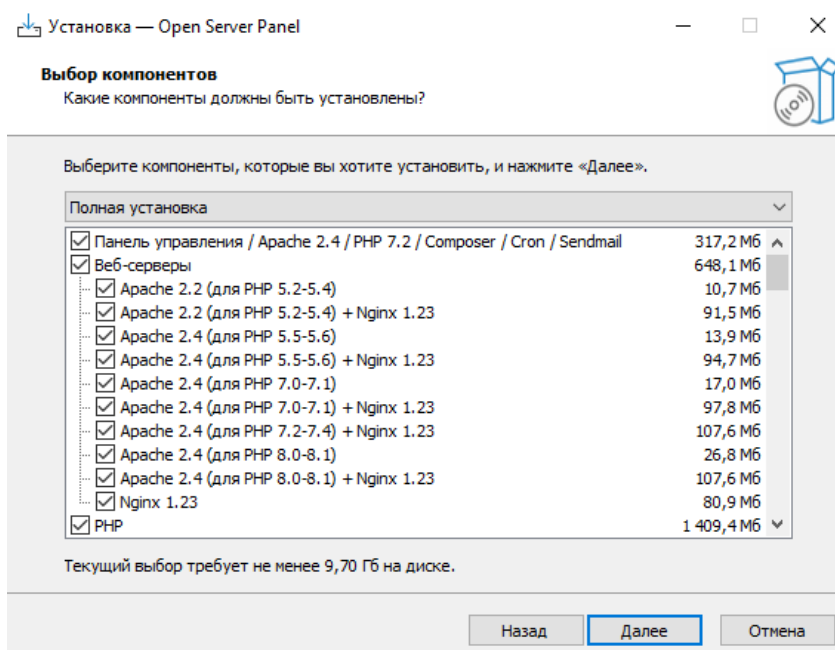 Установка — Open Server Panel
Выбор компонентов
Какие компоненты должны быть установлены?
Выберите компоненты, которые вы хотите установить, и нажмите «Далее».
Полная установка
Панель управления / Apache 2.4 / PHP 7.2 / Composer / Cron / Sendmail 317,2 Мб
Веб-серверы 648,1 Мб
Apache 2.2 (для PHP 5.2-5.4) 10,7 Мб
Apache 2.2 (для PHP 5.2-5.4) + Nginx 1.23 91,5 Мб
Apache 2.4 (для PHP 5.5-5.6) 13,9 Мб
Apache 2.4 (для PHP 5.5-5.6) + Nginx 1.23 94,7 Мб
Apache 2.4 (для PHP 7.0-7.1) 17,0 Мб
Apache 2.4 (для PHP 7.0-7.1) + Nginx 1.23 97,8 Мб
Apache 2.4 (для PHP 7.2-7.4) + Nginx 1.23 107,6 Мб
Apache 2.4 (для PHP 8.0-8.1) 26,8 Мб
Apache 2.4 (для PHP 8.0-8.1) + Nginx 1.23 107,6 Мб
Nginx 1.23 80,9 Мб
PHP 1 409,4 Мб
Текущий выбор требует не менее 9,70 Гб на диске.
Назад Далее Отмена